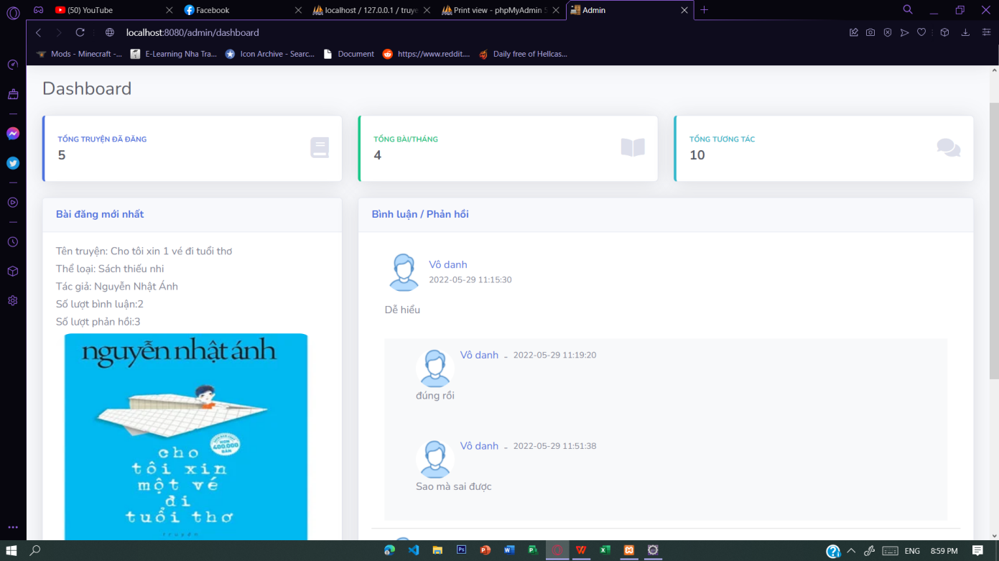 (50) YouTube
Facebook
localhost / 127.0.0.1 / truye
Print view - phpMyAdmin 5
Admin
localhost:8080/admin/dashboard
Mods - Minecraft -...
E-Learning Nha Tra...
Icon Archive - Searc...
Document
https://www.reddit....
Daily free of Hellcas...
Dashboard
TỔNG TRUYỆN ĐÃ ĐĂNG
5
TỔNG BÀI/THÁNG
4
TỔNG TƯƠNG TÁC
10
Bài đăng mới nhất
Tên truyện: Cho tôi xin 1 vé đi tuổi thơ
Thể loại: Sách thiếu nhi
Tác giả: Nguyễn Nhật Ánh
Số lượt bình luận:2
Số lượt phản hồi:3
nguyễn nhật ánh
400.000
BẢN
cho
tôi xin
một vé
đi
tuổi thơ
truyện
Bình luận / Phản hồi
Vô danh
2022-05-29 11:15:30
Dễ hiểu
Vô danh - 2022-05-29 11:19:20
đúng rồi
Vô danh - 2022-05-29 11:51:38
Sao mà sai được
ENG
8:59 PM